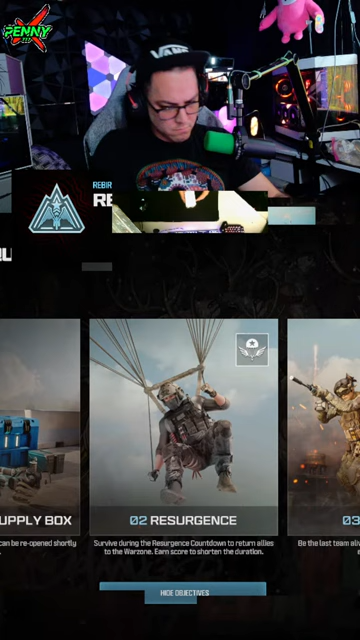 PENNY
VANS
REBIR
RE
02 RESURGENCE
UPPLY BOX
03
can be re-opened shortly
Survive during the Resurgence Countdown to return allies
to the Warzone. Earn score to shorten the duration.
Be the last team aliv
HIDE OBJECTIVES